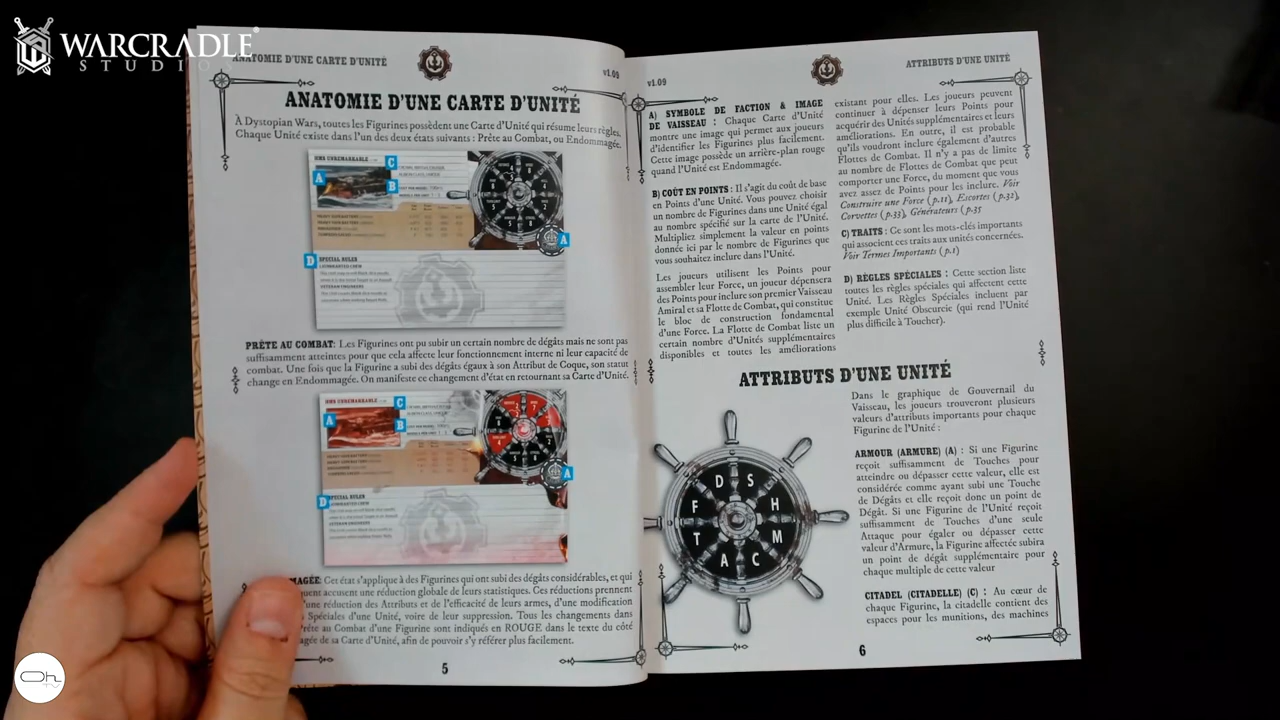 WARCRADLE®
STUDIOS
ANATOMIE D'UNE CARTE D'UNITÉ
v1.09
ANATOMIE D'UNE CARTE D'UNITÉ
À Dystopian Wars, toutes les Figurines possèdent une Carte d'Unité qui résume leurs règles.
Chaque Unité existe dans l'un des deux états suivants : Prête au Combat, ou Endommagée.
HMS UNREMARKABLE
A
C
B
A
D
SPECIAL RULES
VETERAN ENGINEERS
PRÊTE AU COMBAT: Les Figurines ont pu subir un certain nombre de dégâts mais ne sont pas
suffisamment atteintes pour que cela affecte leur fonctionnement interne ni leur capacité de
combat. Une fois que la Figurine a subi des dégâts égaux à son Attribut de Coque, son statut
change en Endommagée. On manifeste ce changement d'état en retournant sa Carte d'Unité.
HMS UNREMARKABLE
A
C
B
A
D
SPECIAL RULES
VETERAN ENGINEERS
MAGÉE: Cet état s'applique à des Figurines qui ont subi des dégâts considérables, et qui
quent accusent une réduction globale de leurs statistiques. Ces réductions prennent
d'une réduction des Attributs et de l'efficacité de leurs armes, d'une modification
Spéciales d'une Unité, voire de leur suppression. Tous les changements dans
Prête au Combat d'une Figurine sont indiqués en ROUGE dans le texte du côté
agée de sa Carte d'Unité, afin de pouvoir s'y référer plus facilement.
5
Oh
TV
v1.09
ATTRIBUTS D'UNE UNITÉ
A) SYMBOLE DE FACTION & IMAGE
DE VAISSEAU : Chaque Carte d'Unité
montre une image qui permet aux joueurs
d'identifier les Figurines plus facilement.
Cette image possède un arrière-plan rouge
quand l'Unité est Endommagée.
B) COÛT EN POINTS : Il s'agit du coût de base
en Points d'une Unité. Vous pouvez choisir
un nombre de Figurines dans une Unité égal
au nombre spécifié sur la carte de l'Unité.
Multipliez simplement la valeur en points
donnée ici par le nombre de Figurines que
vous souhaitez inclure dans l'Unité.
Les joueurs utilisent les Points pour
assembler leur Force, un joueur dépensera
des Points pour inclure son premier Vaisseau
Amiral et sa Flotte de Combat, qui constitue
le bloc de construction fondamental
d'une Force. La Flotte de Combat liste un
certain nombre d'Unités supplémentaires
disponibles et toutes les améliorations
existant pour elles. Les joueurs peuvent
continuer à dépenser leurs Points pour
acquérir des Unités supplémentaires et leurs
améliorations. En outre, il est probable
qu'ils voudront inclure également d'autres
Flottes de Combat. Il n'y a pas de limite
au nombre de Flottes de Combat que peut
comporter une Force, du moment que vous
avez assez de Points pour les inclure. Voir
Construire une Force (p.11), Escortes (p.32),
Corvettes (p.33), Générateurs (p.35
C) TRAITS : Ce sont les mots-clés importants
qui associent ces traits aux unités concernées.
Voir Termes Importants (p.1)
D) RÈGLES SPÉCIALES : Cette section liste
toutes les règles spéciales qui affectent cette
Unité. Les Règles Spéciales incluent par
exemple Unité Obscurcie (qui rend l'Unité
plus difficile à Toucher).
ATTRIBUTS D'UNE UNITÉ
Dans le graphique de Gouvernail du
Vaisseau, les joueurs trouveront plusieurs
valeurs d'attributs importants pour chaque
Figurine de l'Unité :
D S
F H
T M
A C
ARMOUR (ARMURE) (A) : Si une Figurine
reçoit suffisamment de Touches pour
atteindre ou dépasser cette valeur, elle est
considérée comme ayant subi une Touche
de Dégâts et elle reçoit donc un point de
Dégât. Si une Figurine de l'Unité reçoit
suffisamment de Touches d'une seule
Attaque pour égaler ou dépasser cette
valeur d'Armure, la Figurine affectée subira
un point de dégât supplémentaire pour
chaque multiple de cette valeur
CITADEL (CITADELLE) (C) : Au cœur de
chaque Figurine, la citadelle contient des
espaces pour les munitions, des machines
6